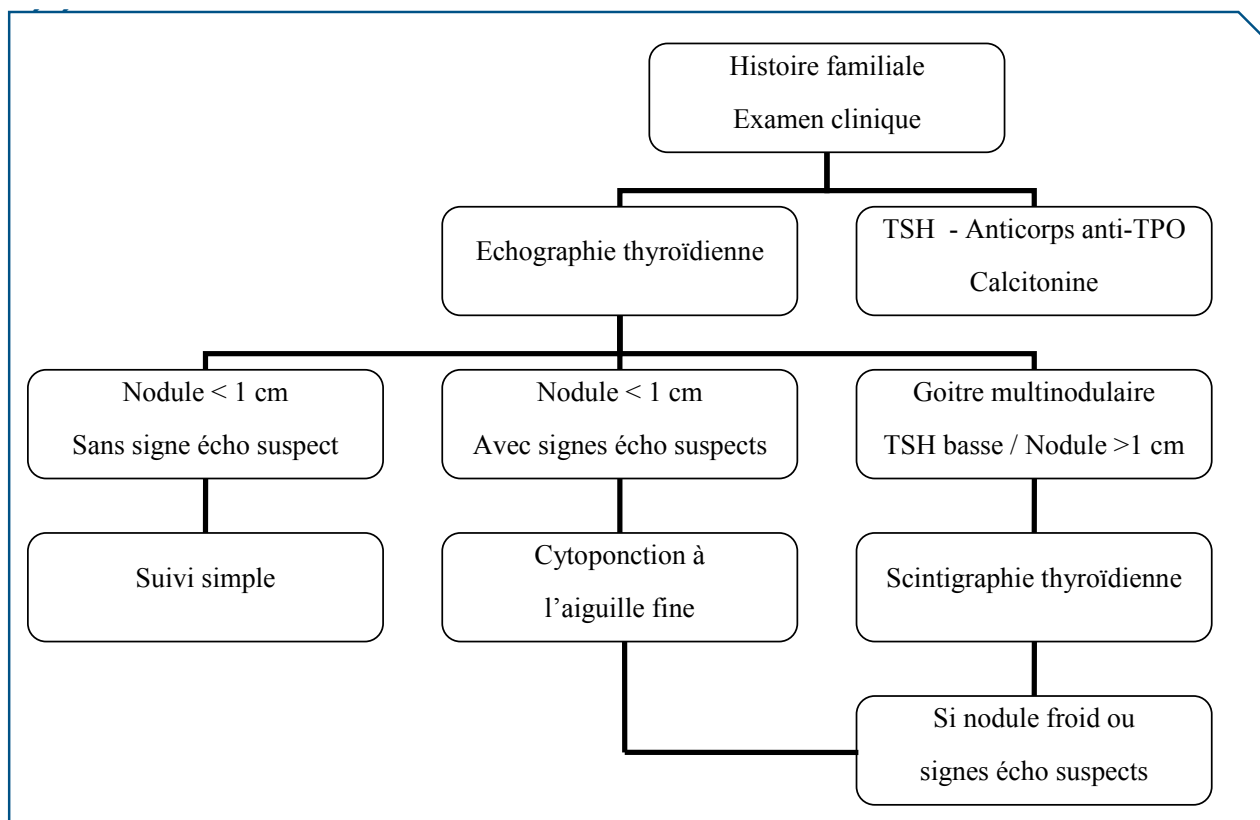 Histoire familiale
Examen clinique
Echographie thyroïdienne
TSH - Anticorps anti-TPO
Calcitonine
Nodule < 1 cm
Sans signe écho suspect
Nodule < 1 cm
Avec signes écho suspects
Goitre multinodulaire
TSH basse / Nodule >1 cm
Suivi simple
Cytoponction à
l’aiguille fine
Scintigraphie thyroïdienne
Si nodule froid ou
signes écho suspects